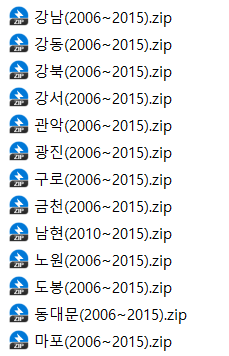 강남(2006~2015).zip
강동(2006~2015).zip
강북(2006~2015).zip
강서(2006~2015).zip
관악(2006~2015).zip
광진(2006~2015).zip
구로(2006~2015).zip
금천(2006~2015).zip
남현(2010~2015).zip
노원(2006~2015).zip
도봉(2006~2015).zip
동대문(2006~2015).zip
마포(2006~2015).zip